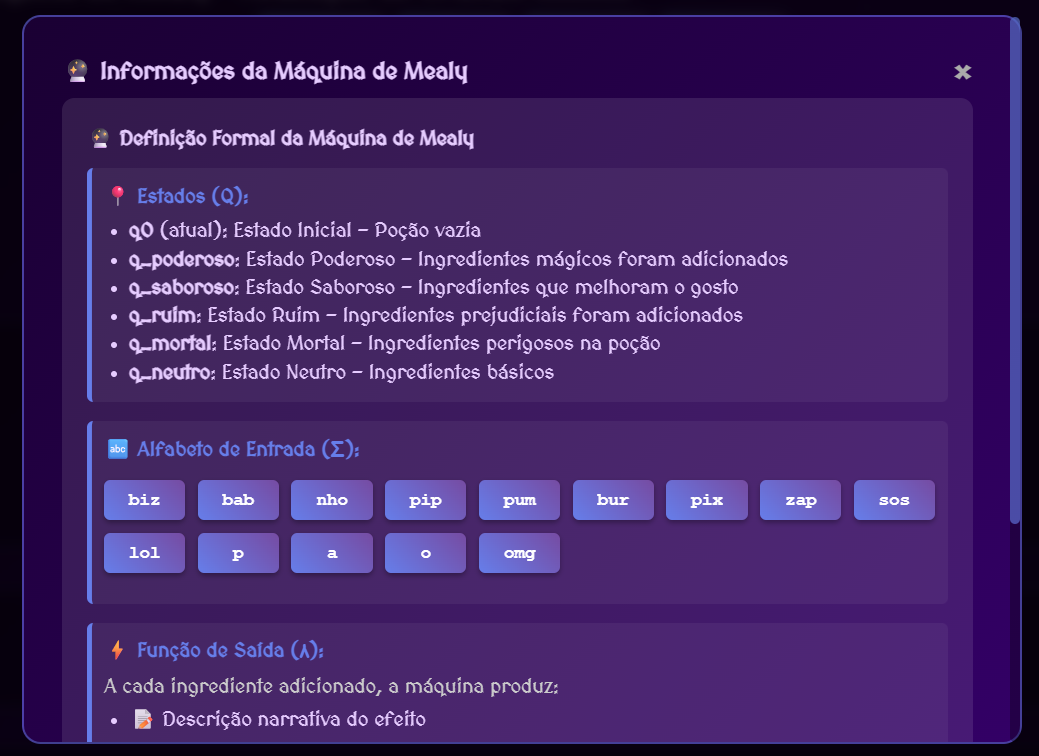 Informações da Máquina de Mealy
Definição Formal da Máquina de Mealy
Estados (Q):
q0 (atual): Estado Inicial - Poção vazia
q_poderoso: Estado Poderoso - Ingredientes mágicos foram adicionados
q_saboroso: Estado Saboroso - Ingredientes que melhoram o gosto
q_ruim: Estado Ruim - Ingredientes prejudiciais foram adicionados
q_mortal: Estado Mortal - Ingredientes perigosos na poção
q_neutro: Estado Neutro - Ingredientes básicos
abc Alfabeto de Entrada (Σ):
biz bab nho pip pum bur pix zap sos
lol p a o omg
Função de Saída (λ):
A cada ingrediente adicionado, a máquina produz:
Descrição narrativa do efeito